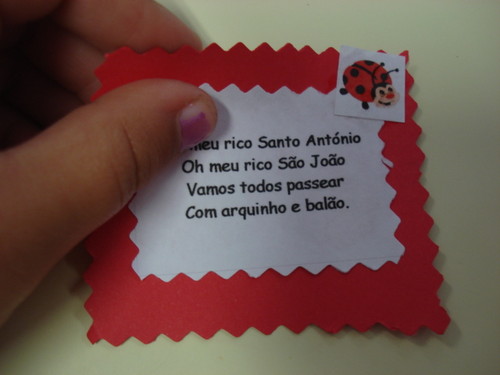 meu rico Santo António
Oh meu rico São João
Vamos todos passear
Com arquinho e balão.